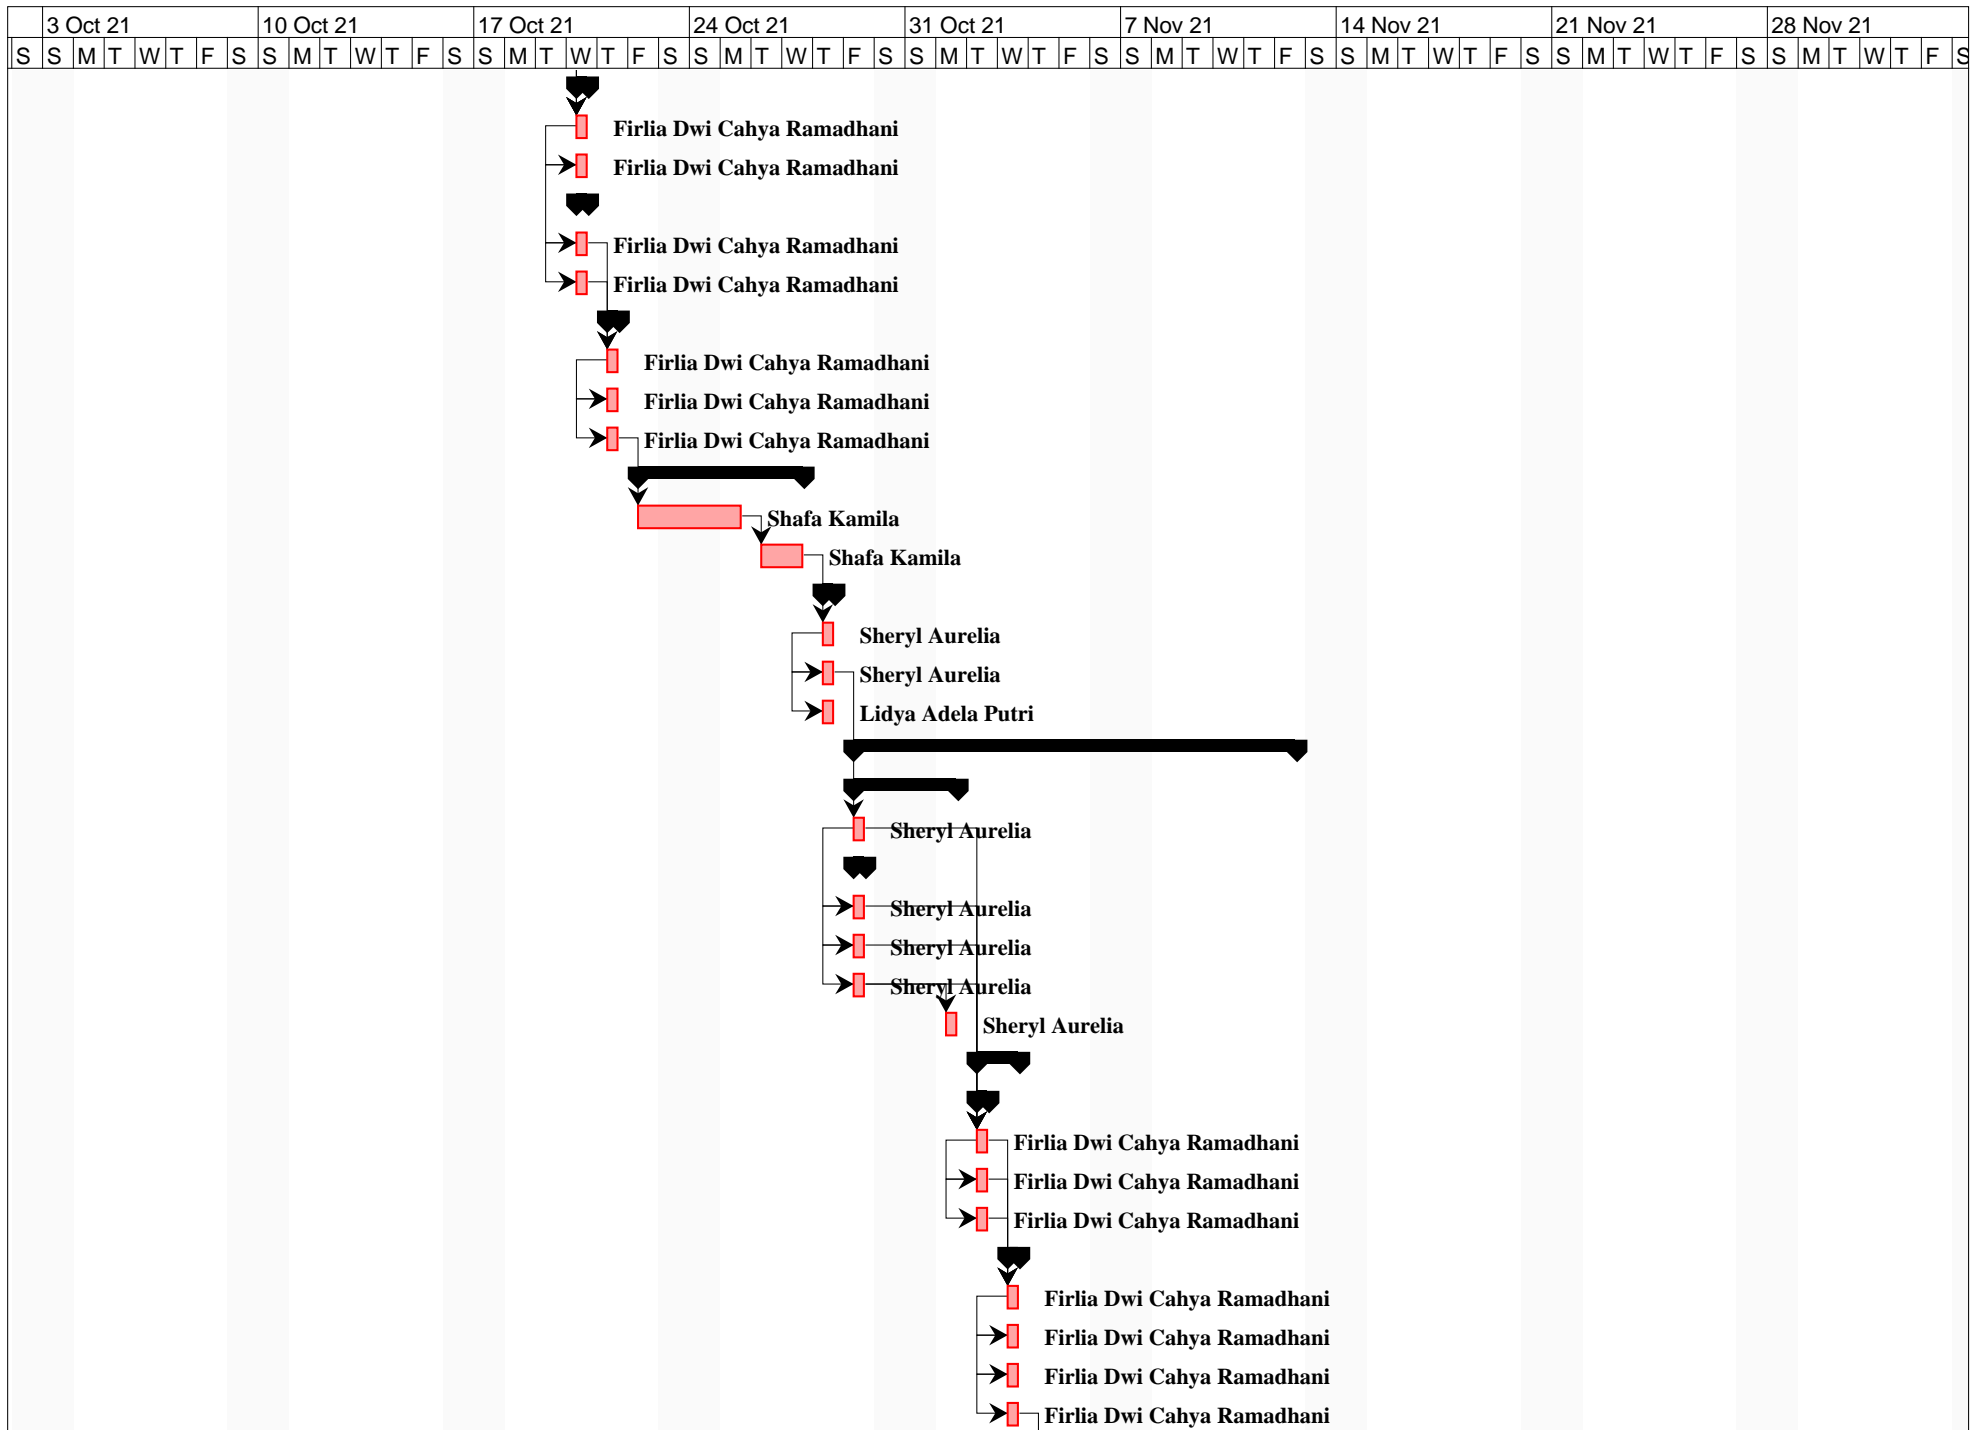 3 Oct 21 10 Oct 21 17 Oct 21 24 Oct 21 31 Oct 21 7 Nov 21 14 Nov 21 21 Nov 21 28 Nov 21
S S M T W T F S S M T W T F S S M T W T F S S M T W T F S S M T W T F S S M T W T F S S M T W T F S S M T W T F S S M T W T F S
Firlia Dwi Cahya Ramadhani
Firlia Dwi Cahya Ramadhani
Firlia Dwi Cahya Ramadhani
Firlia Dwi Cahya Ramadhani
Firlia Dwi Cahya Ramadhani
Firlia Dwi Cahya Ramadhani
Firlia Dwi Cahya Ramadhani
Shafa Kamila
Shafa Kamila
Sheryl Aurelia
Sheryl Aurelia
Lidya Adela Putri
Sheryl Aurelia
Sheryl Aurelia
Sheryl Aurelia
Sheryl Aurelia
Sheryl Aurelia
Firlia Dwi Cahya Ramadhani
Firlia Dwi Cahya Ramadhani
Firlia Dwi Cahya Ramadhani
Firlia Dwi Cahya Ramadhani
Firlia Dwi Cahya Ramadhani
Firlia Dwi Cahya Ramadhani
Firlia Dwi Cahya Ramadhani